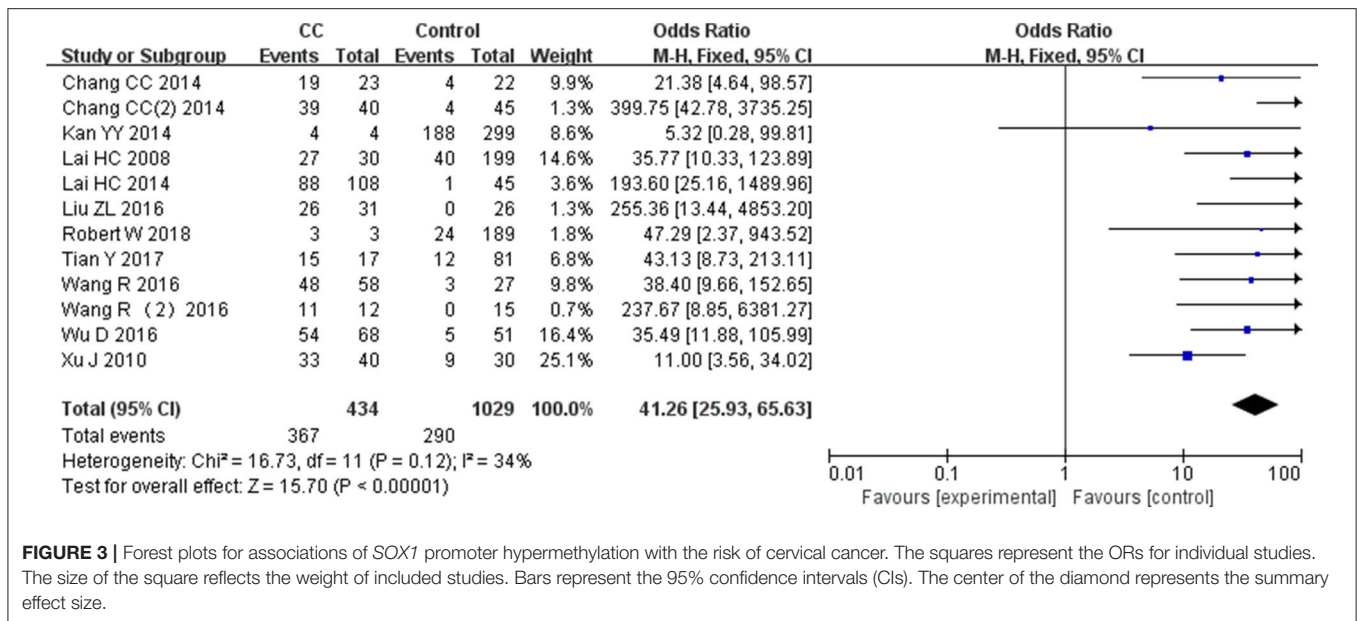 CC Control Odds Ratio Odds Ratio
Study or Subgroup Events Total Events Total Weight M-H, Fixed, 95% CI M-H, Fixed, 95% CI
Chang CC 2014 19 23 4 22 9.9% 21.38 [4.64, 98.57]
Chang CC(2) 2014 39 40 4 45 1.3% 399.75 [42.78, 3735.25]
Kan YY 2014 4 4 188 299 8.6% 5.32 [0.28, 99.81]
Lai HC 2008 27 30 40 199 14.6% 35.77 [10.33, 123.89]
Lai HC 2014 88 108 1 45 3.6% 193.60 [25.16, 1489.96]
Liu ZL 2016 26 31 0 26 1.3% 255.36 [13.44, 4853.20]
Robert W 2018 3 3 24 189 1.8% 47.29 [2.37, 943.52]
Tian Y 2017 15 17 12 81 6.8% 43.13 [8.73, 213.11]
Wang R 2016 48 58 3 27 9.8% 38.40 [9.66, 152.65]
Wang R （2）2016 11 12 0 15 0.7% 237.67 [8.85, 6381.27]
Wu D 2016 54 68 5 51 16.4% 35.49 [11.88, 105.99]
Xu J 2010 33 40 9 30 25.1% 11.00 [3.56, 34.02]
Total (95% CI) 434 1029 100.0% 41.26 [25.93, 65.63]
Total events 367 290
Heterogeneity: Chi² = 16.73, df = 11 (P = 0.12); I² = 34%
Test for overall effect: Z = 15.70 (P < 0.00001)
0.01 0.1 1 10 100
Favours [experimental] Favours [control]
FIGURE 3 | Forest plots for associations of SOX1 promoter hypermethylation with the risk of cervical cancer. The squares represent the ORs for individual studies.
The size of the square reflects the weight of included studies. Bars represent the 95% confidence intervals (CIs). The center of the diamond represents the summary
effect size.